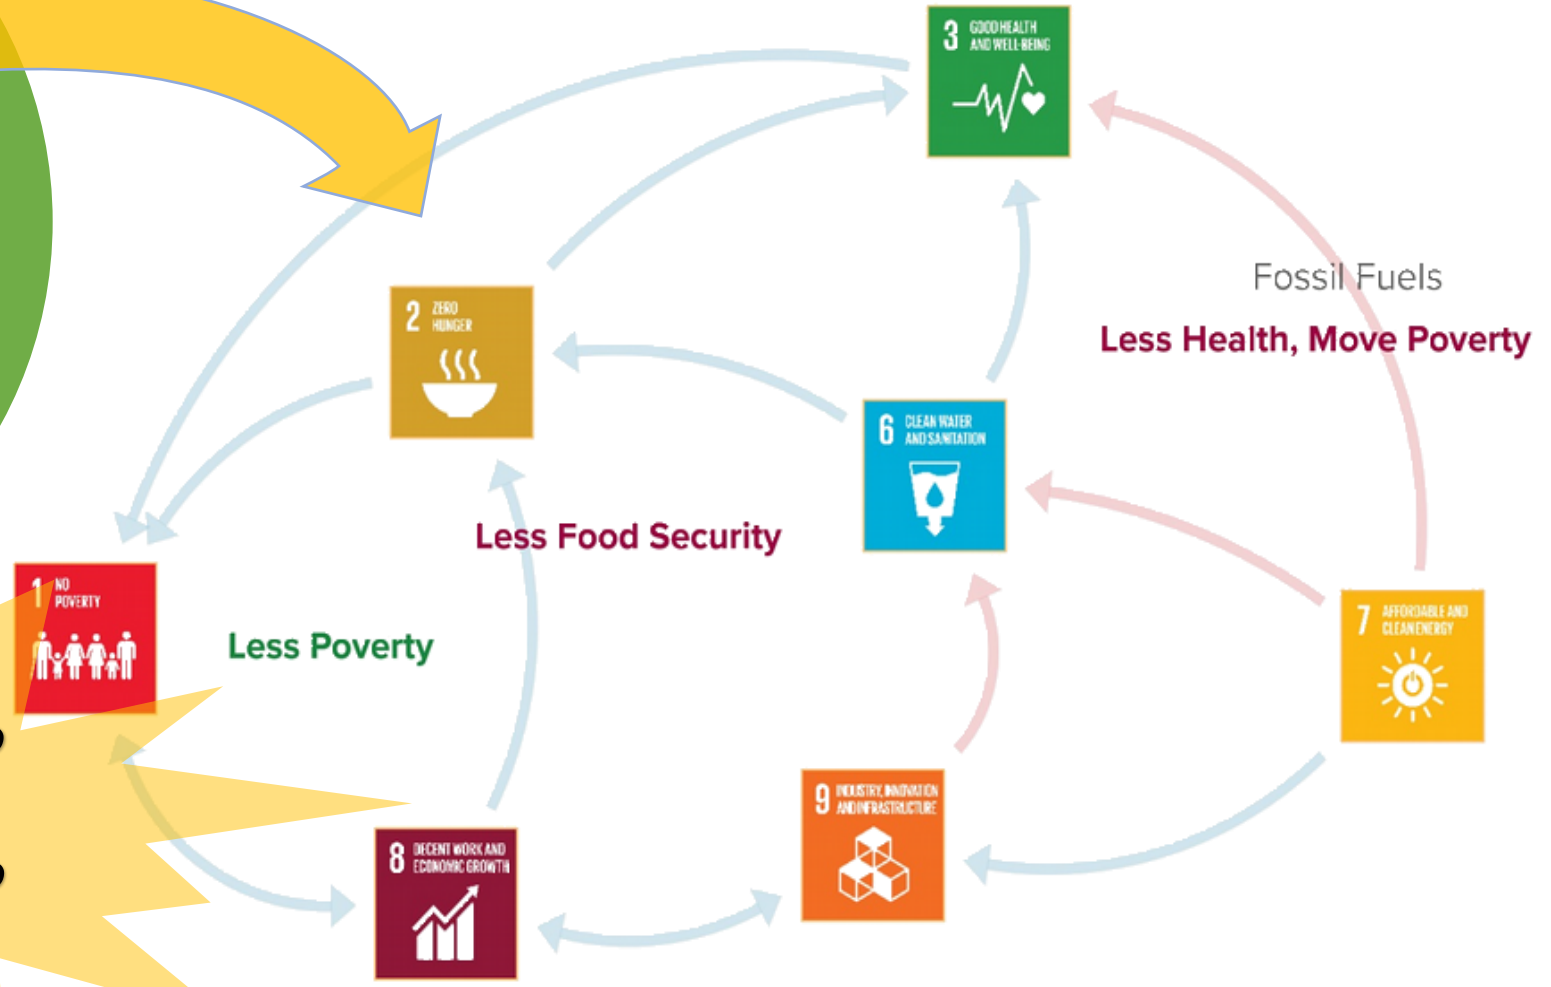 3 GOOD HEALTH
AND WELL-BEING
Fossil Fuels
Less Health, Move Poverty
2 ZERO
HUNGER
6 CLEAN WATER
AND SANITATION
Less Food Security
1 NO
POVERTY
Less Poverty
7 AFFORDABLE AND
CLEAN ENERGY
9 INDUSTRY, INNOVATION
AND INFRASTRUCTURE
8 DECENT WORK AND
ECONOMIC GROWTH